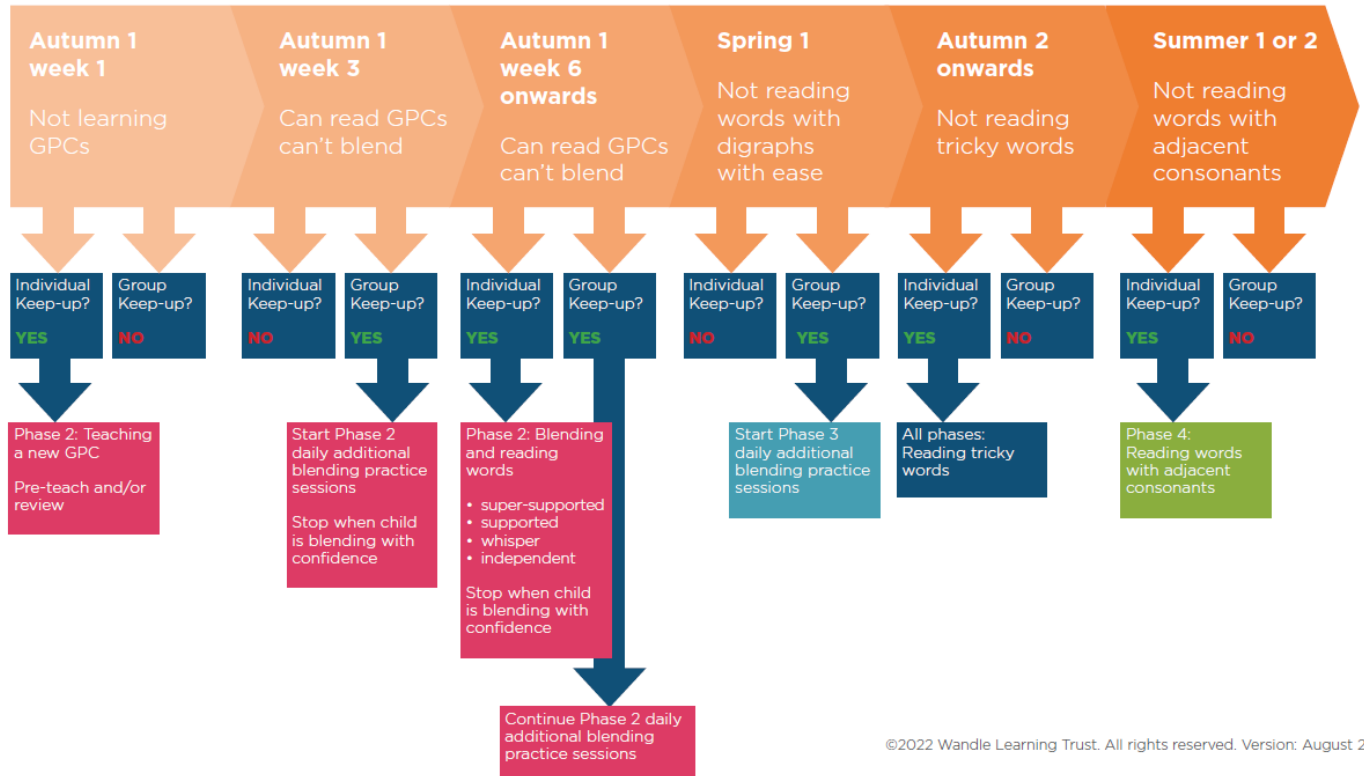 Autumn 1
week 1
Not learning
GPCs
Autumn 1
week 3
Can read GPCs
can't blend
Autumn 1
week 6
onwards
Can read GPCs
can't blend
Spring 1
Not reading
words with
digraphs
with ease
Autumn 2
onwards
Not reading
tricky words
Summer 1 or 2
Not reading
words with
adjacent
consonants
Individual
Keep-up?
YES
Group
Keep-up?
NO
Individual
Keep-up?
NO
Group
Keep-up?
YES
Individual
Keep-up?
YES
Group
Keep-up?
YES
Individual
Keep-up?
NO
Group
Keep-up?
YES
Individual
Keep-up?
YES
Group
Keep-up?
NO
Individual
Keep-up?
YES
Group
Keep-up?
NO
Phase 2: Teaching
a new GPC
Pre-teach and/or
review
Start Phase 2
daily additional
blending practice
sessions
Stop when child
is blending with
confidence
Phase 2: Blending
and reading
words
• super-supported
• supported
• whisper
• independent
Stop when child
is blending with
confidence
Start Phase 3
daily additional
blending practice
sessions
All phases:
Reading tricky
words
Phase 4:
Reading words
with adjacent
consonants
Continue Phase 2 daily
additional blending
practice sessions
©2022 Wandle Learning Trust. All rights reserved. Version: August 2